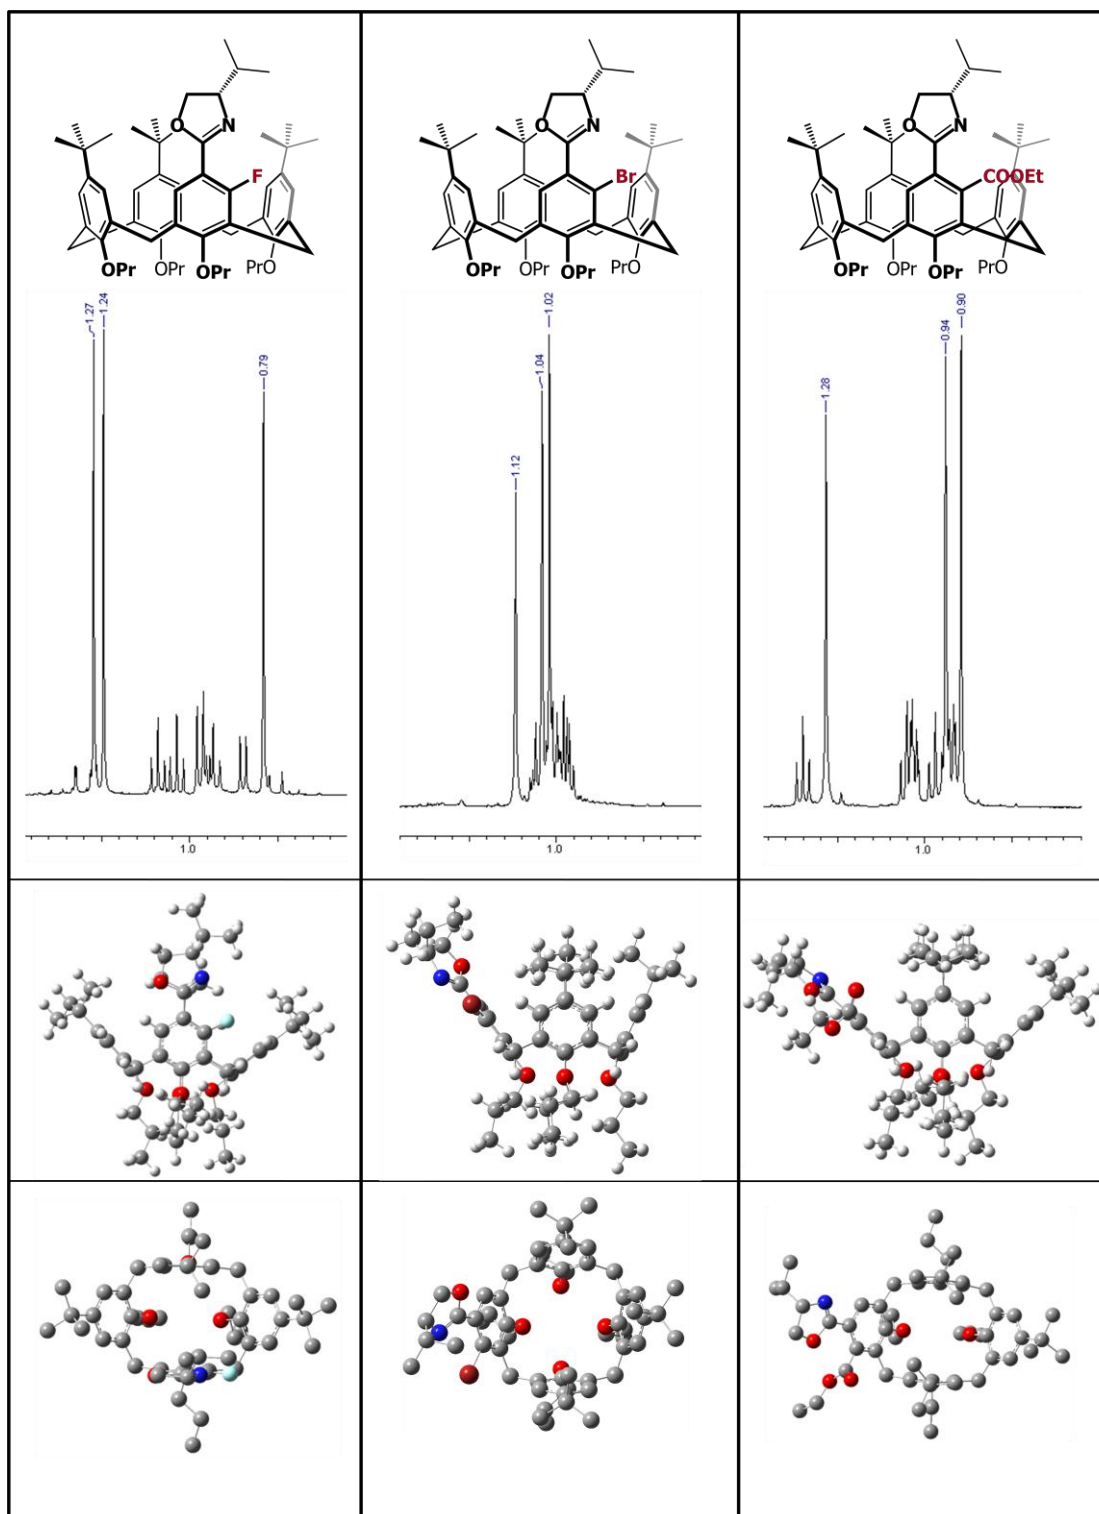 O N
F
OPr OPr OPr PrO
1.27
1.24
0.79
1.0
O N
Br
OPr OPr OPr PrO
1.12
1.04
1.02
1.0
O N
COOEt
OPr OPr OPr PrO
1.28
0.94
0.90
1.0